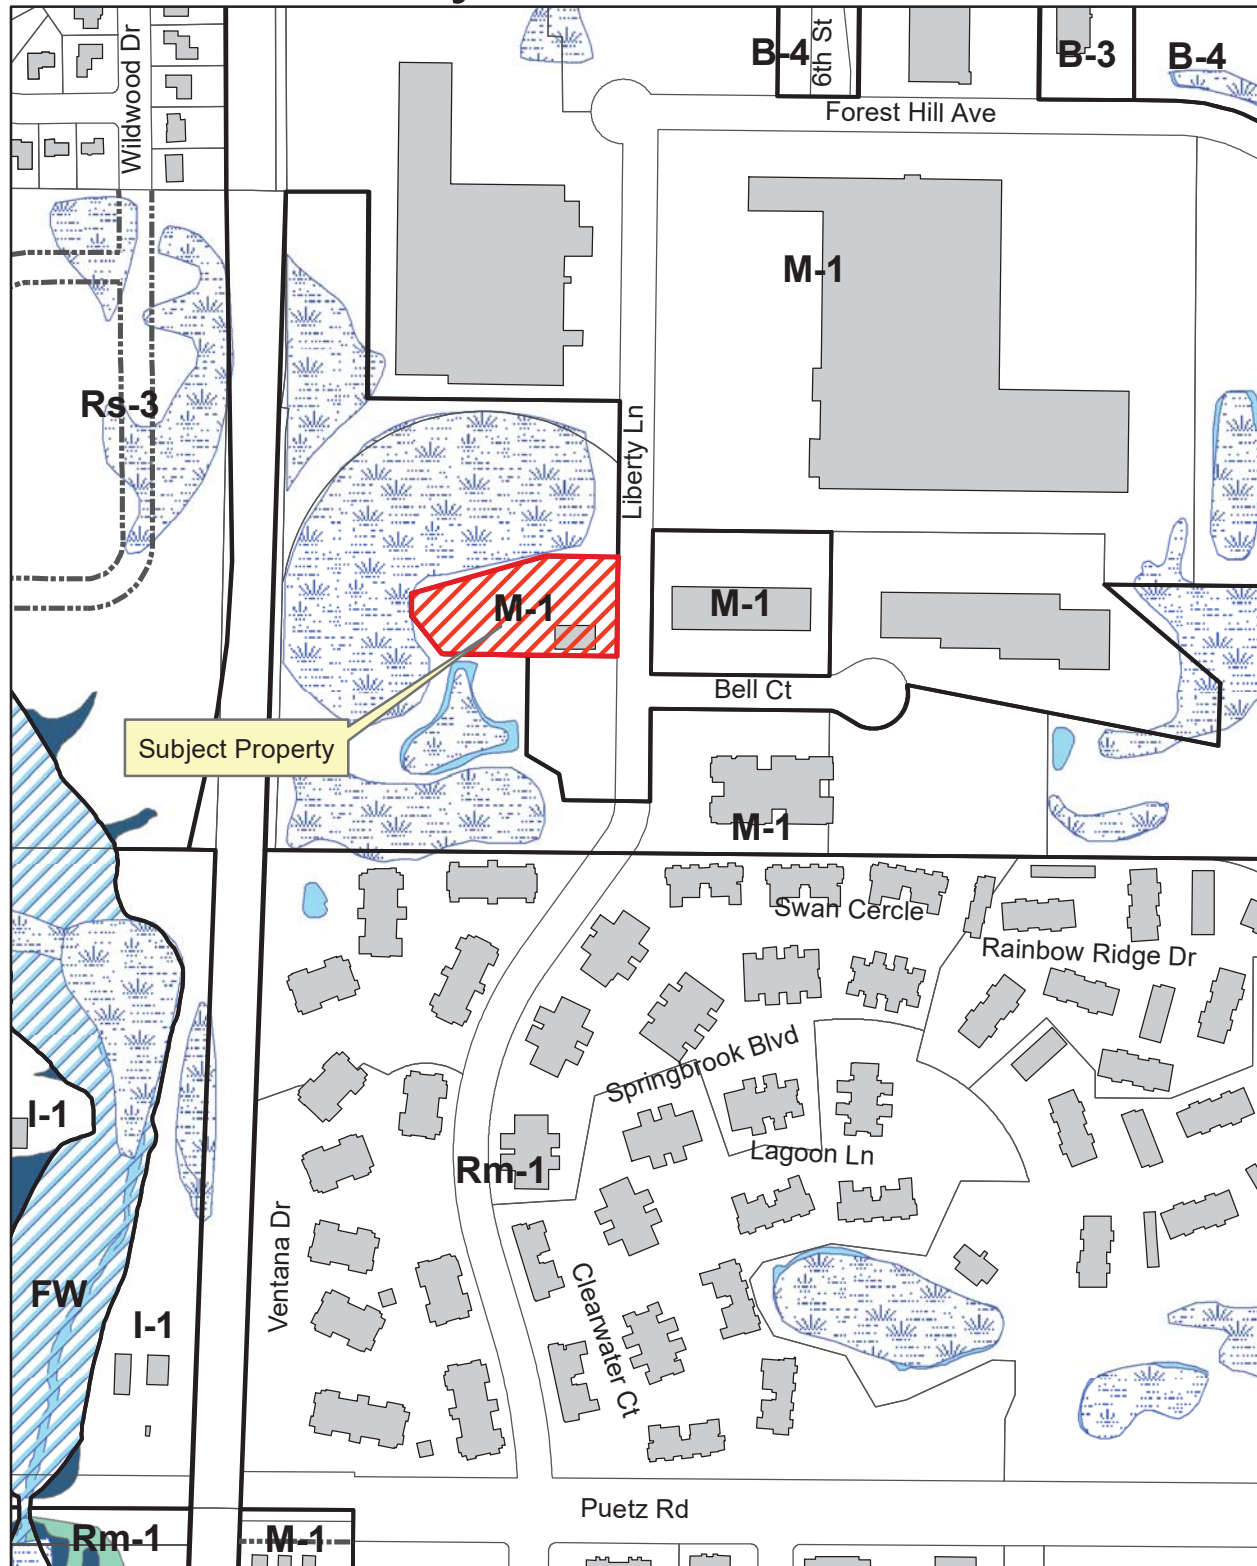 Wildwood Dr
B-4
6th St
B-3
B-4
Forest Hill Ave
M-1
Rs-3
Liberty Ln
M-1
M-1
Bell Ct
Subject Property
M-1
Swan Cercle
Rainbow Ridge Dr
Springbrook Blvd
I-1
Lagoon Ln
Rm-1
Ventana Dr
FW
Clearwater Ct
I-1
Puetz Rd
Rm-1
M-1